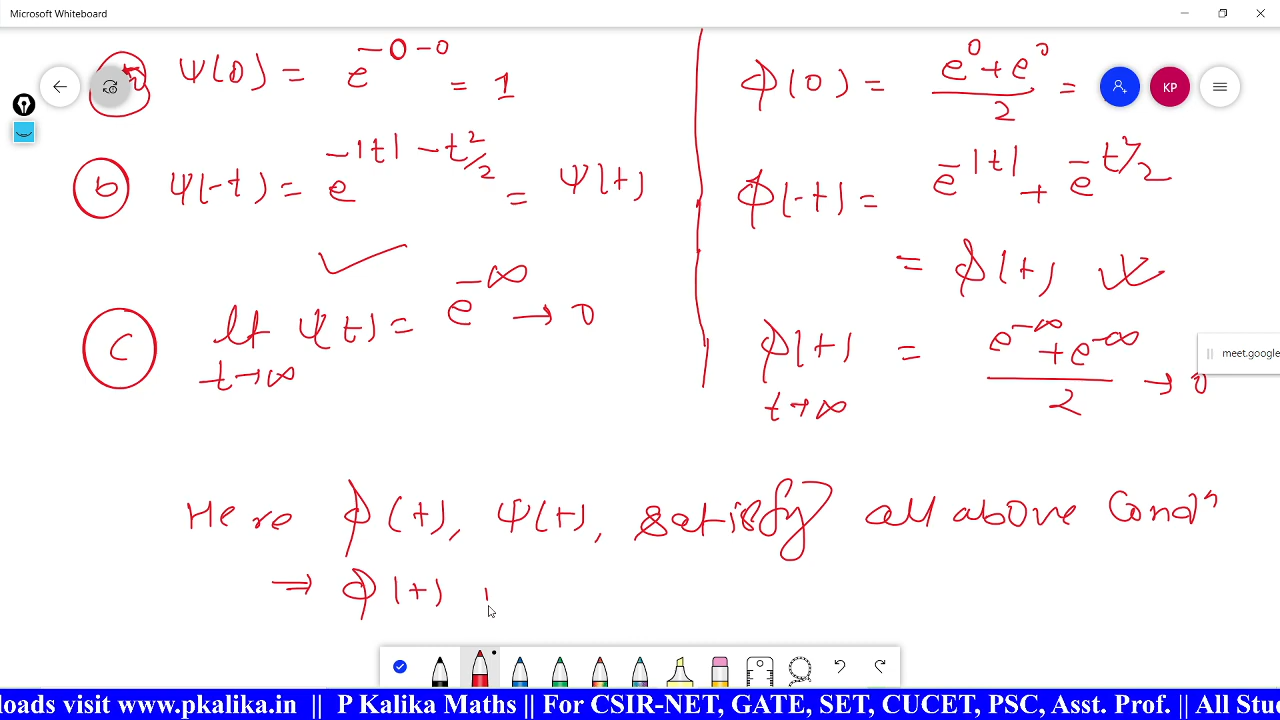 Microsoft Whiteboard
ψ(0) = e^{-0-0} = 1
KP
(b) ψ(-t) = e^{-|t| - t²/2} = ψ(t)
(c) lt_{t→∞} ψ(t) = e^{-∞} → 0
φ(0) = (e^0 + e^0)/2 =
φ(-t) = e^{-|t|} + e^{-t²/2}
= φ(t)
φ(t)_{t→∞} = (e^{-∞} + e^{-∞})/2 → 0
meet.google
Here φ(t), ψ(t), satisfy all above Condⁿ
⇒ φ(t)
loads visit www.pkalika.in || P Kalika Maths || For CSIR-NET, GATE, SET, CUCET, PSC, Asst. Prof. || All Stu